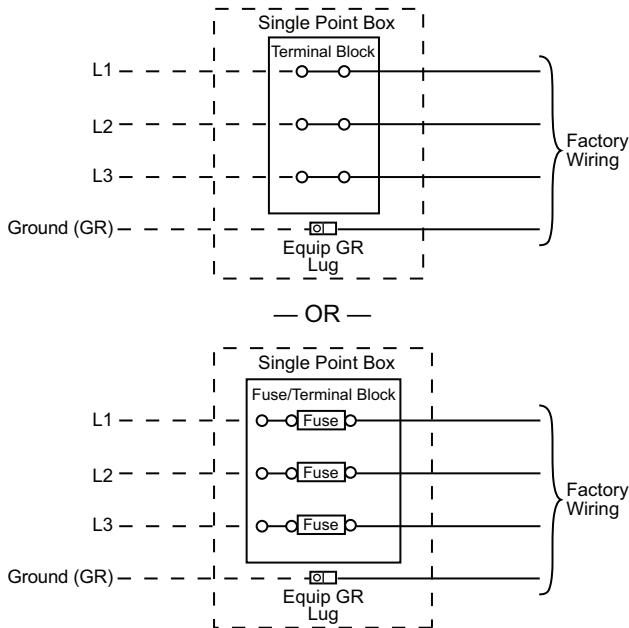 Single Point Box
Terminal Block
L1
L2
L3
Factory
Wiring
Ground (GR)
Equip GR
Lug
— OR —
Single Point Box
Fuse/Terminal Block
L1
Fuse
L2
Fuse
L3
Fuse
Factory
Wiring
Ground (GR)
Equip GR
Lug